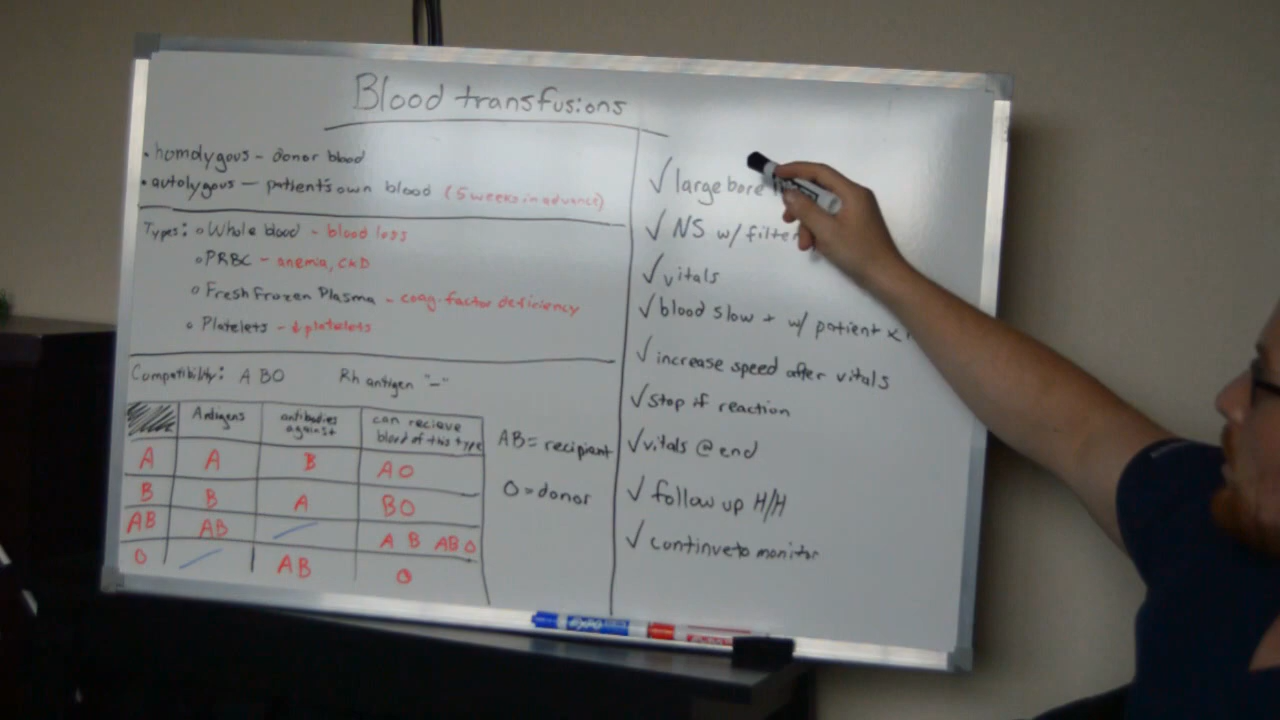 Blood transfusions
• homolygous - donor blood
• autolygous — patient's own blood (5 weeks in advance)
Types: o Whole blood - blood loss
o PRBC - anemia, CKD
o Fresh Frozen Plasma - coag. factor deficiency
o Platelets - ↓ platelets
Compatibility: A BO Rh antigen "-"
Antigens antibodies against can recieve blood of this type
A A B A O
B B A B O
AB AB / A B AB O
O / AB O
AB = recipiant
O = donor
✓ large bore
✓ NS w/ filter
✓ vitals
✓ blood slow + w/ patient x
✓ increase speed after vitals
✓ stop if reaction
✓ vitals @ end
✓ follow up H/H
✓ continue to monitor
EXPO